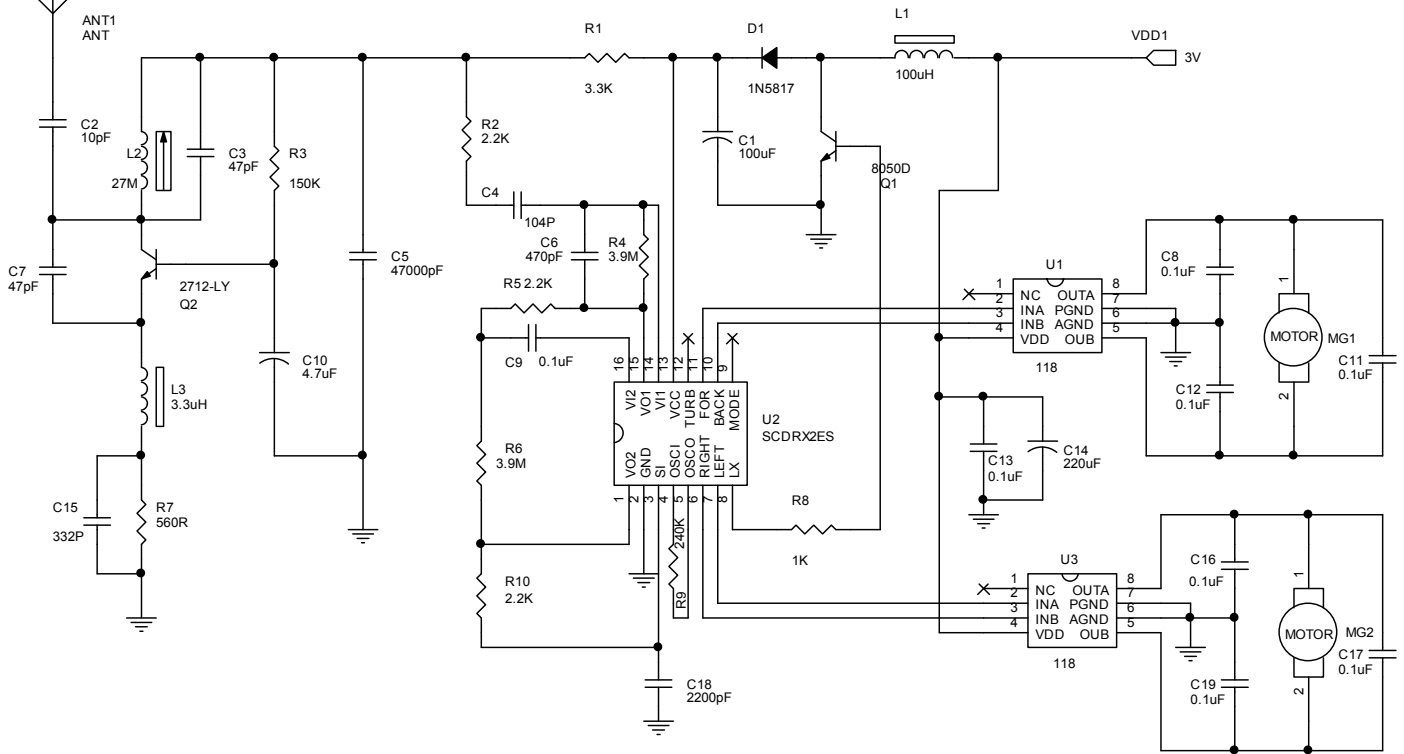 ANT1
ANT
R1
3.3K
D1
1N5817
L1
100uH
VDD1
3V
C2
10pF
L2
27M
C3
47pF
R3
150K
R2
2.2K
C1
100uF
8050D
Q1
C4
104P
C6
470pF
R4
3.9M
C5
47000pF
C7
47pF
2712-LY
Q2
R5 2.2K
C9
0.1uF
C10
4.7uF
L3
3.3uH
U1
1 NC OUTA 8
2 INA PGND 7
3 INB AGND 6
4 VDD OUB 5
118
C8
0.1uF
1
MOTOR
MG1
2
C11
0.1uF
C12
0.1uF
16 15 14 13 12 11 10 9
VI2 VO1 VI1 VCC TURB FOR BACK MODE
VO2 GND SI OSCI OSCO RIGHT LEFT LX
1 2 3 4 5 6 7 8
U2
SCDRX2ES
R6
3.9M
C13
0.1uF
C14
220uF
C15
332P
R7
560R
R8
1K
240K
R9
R10
2.2K
C18
2200pF
U3
1 NC OUTA 8
2 INA PGND 7
3 INB AGND 6
4 VDD OUB 5
118
C16
0.1uF
1
MOTOR
MG2
2
C17
0.1uF
C19
0.1uF